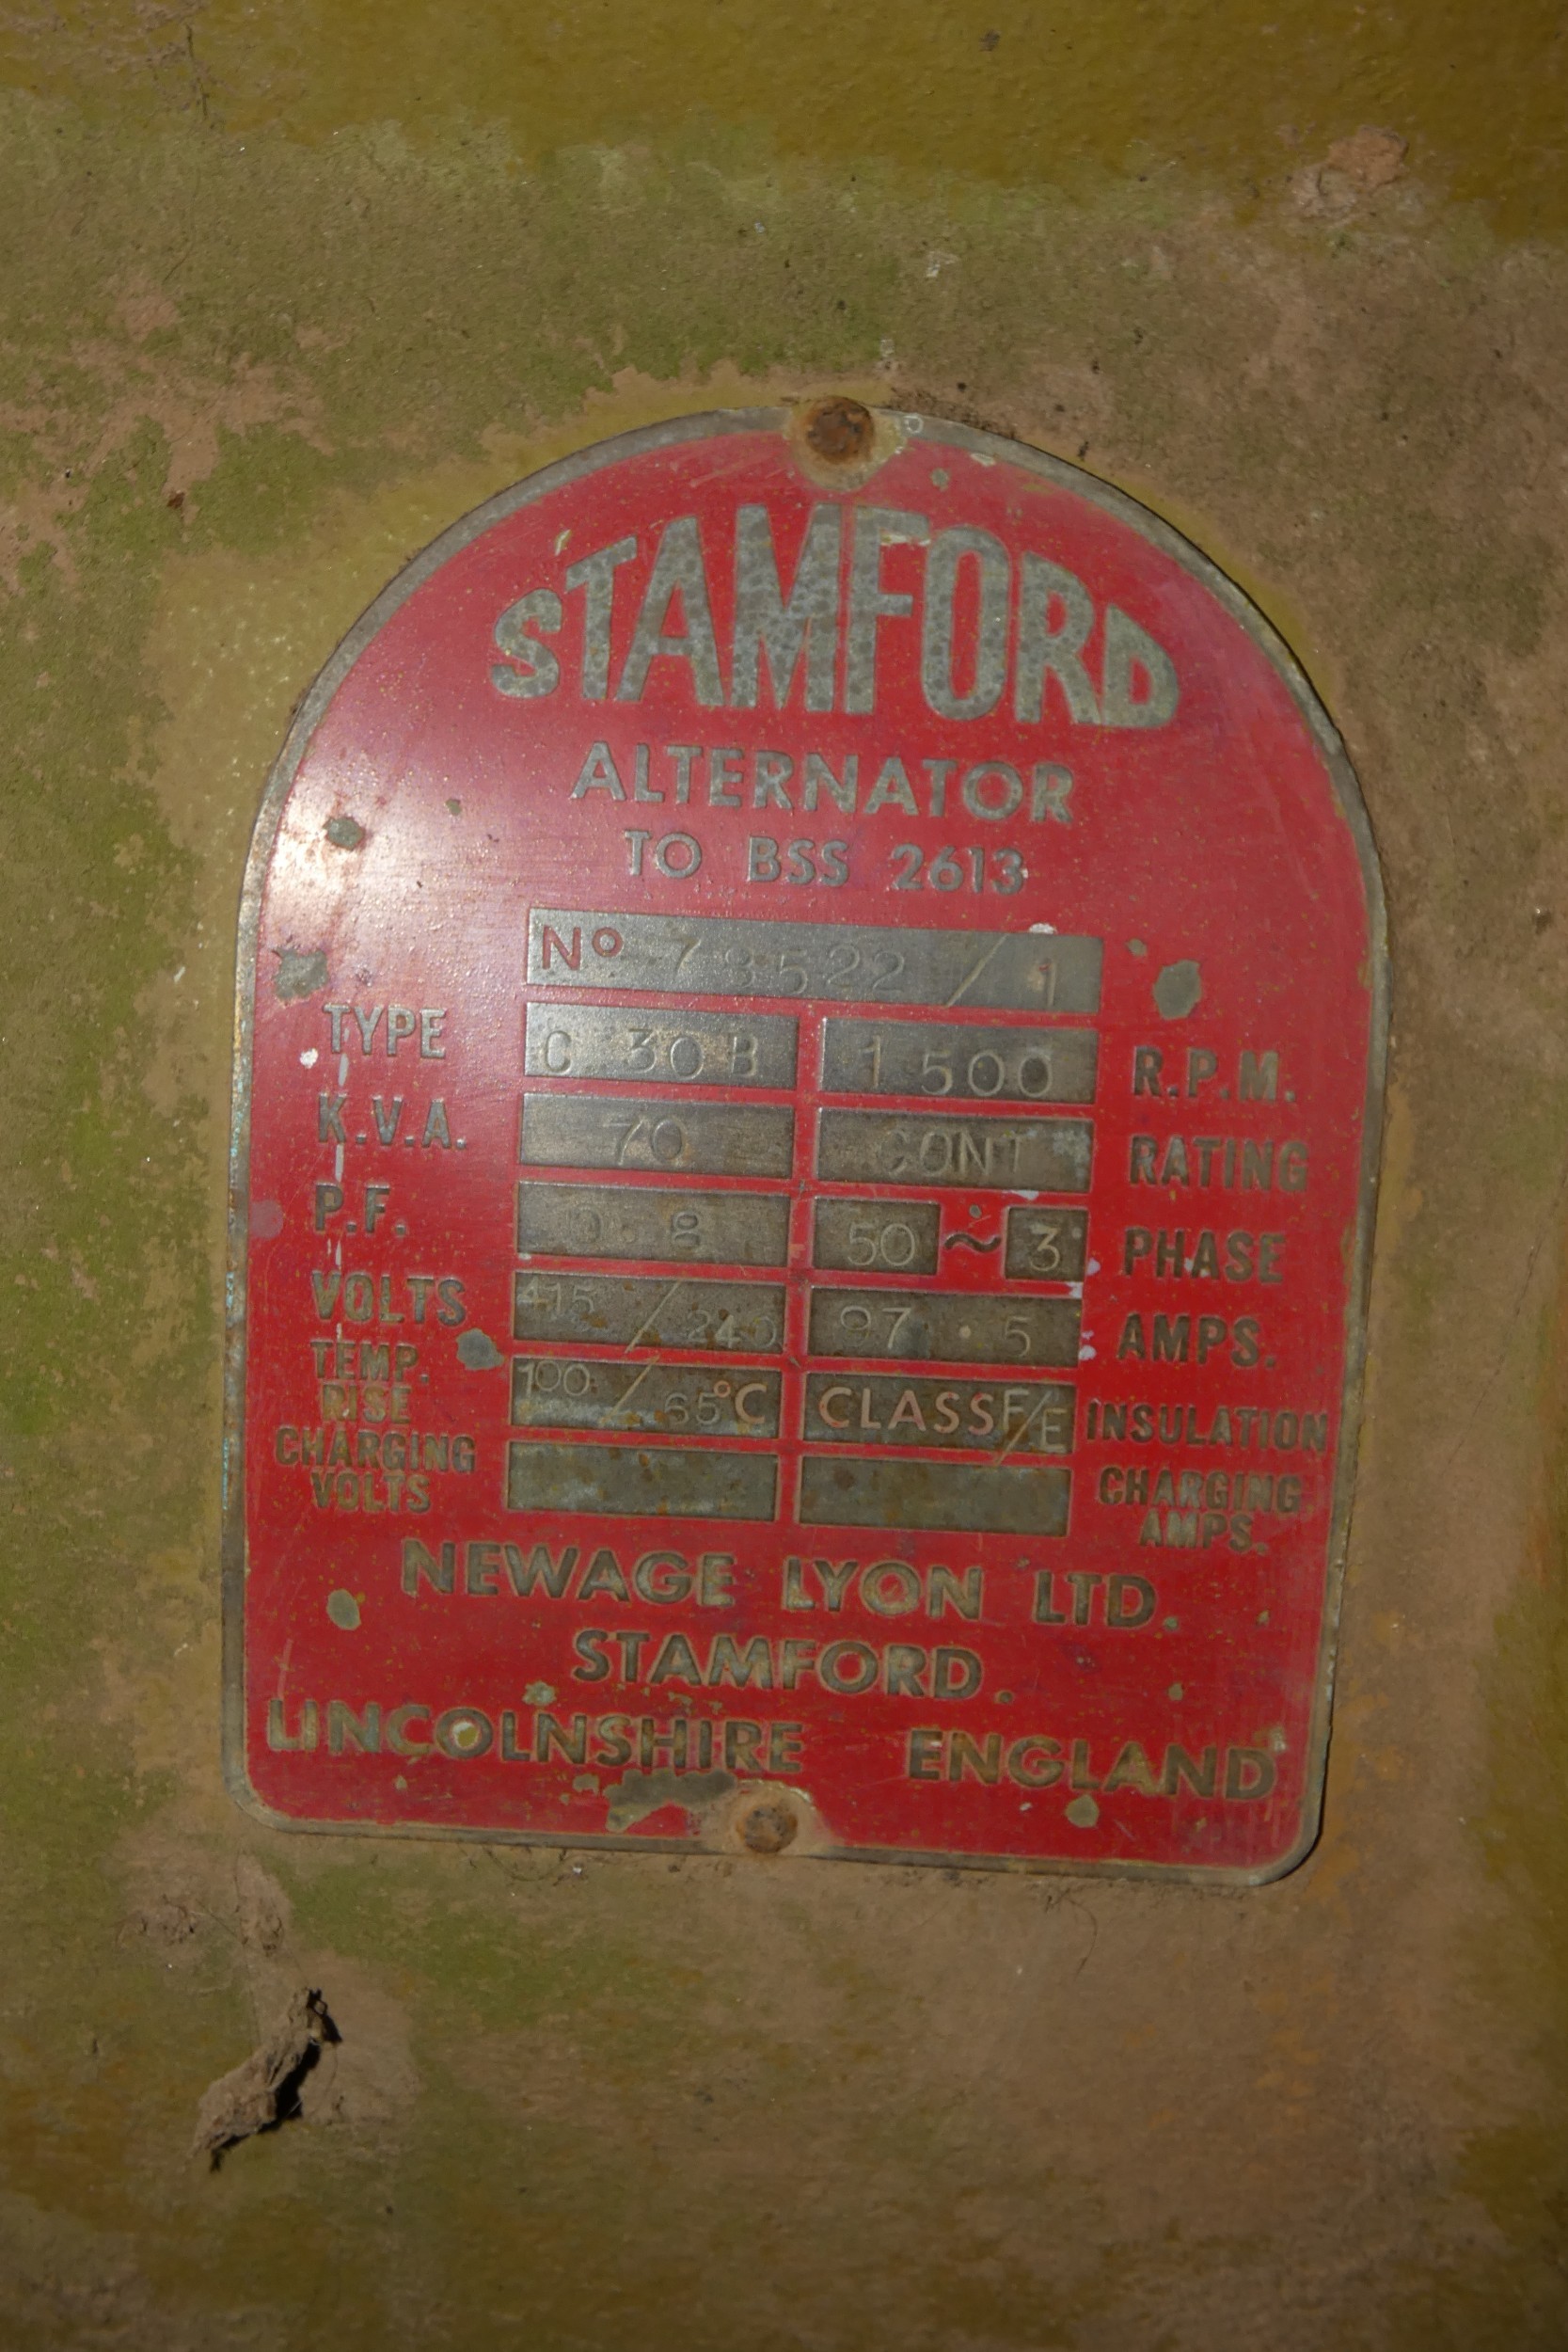 STAMFORD
ALTERNATOR
TO BSS 2613
Nº 78522 / 1
TYPE C 30 B 1500 R.P.M.
K.V.A. 70 CONT RATING
P.F. 0.8 50 ~ 3 PHASE
VOLTS 415 / 240 97.5 AMPS.
TEMP. RISE 100 / 65 °C CLASS F/E INSULATION
CHARGING VOLTS CHARGING AMPS.
NEWAGE LYON LTD.
STAMFORD.
LINCOLNSHIRE ENGLAND